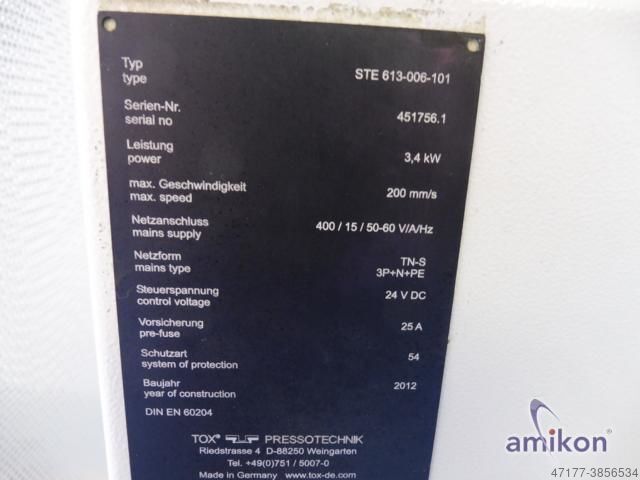 Typ
type STE 613-006-101
Serien-Nr.
serial no 451756.1
Leistung
power 3,4 kW
max. Geschwindigkeit
max. speed 200 mm/s
Netzanschluss
mains supply 400 / 15 / 50-60 V/A/Hz
Netzform TN-S
mains type 3P+N+PE
Steuerspannung
control voltage 24 V DC
Vorsicherung
pre-fuse 25 A
Schutzart
system of protection 54
Baujahr
year of construction 2012
DIN EN 60204
TOX® PRESSOTECHNIK
Riedstrasse 4 D-88250 Weingarten
Tel. +49(0)751 / 5007-0
Made in Germany www.tox-de.com
amikon®
47177-3856534